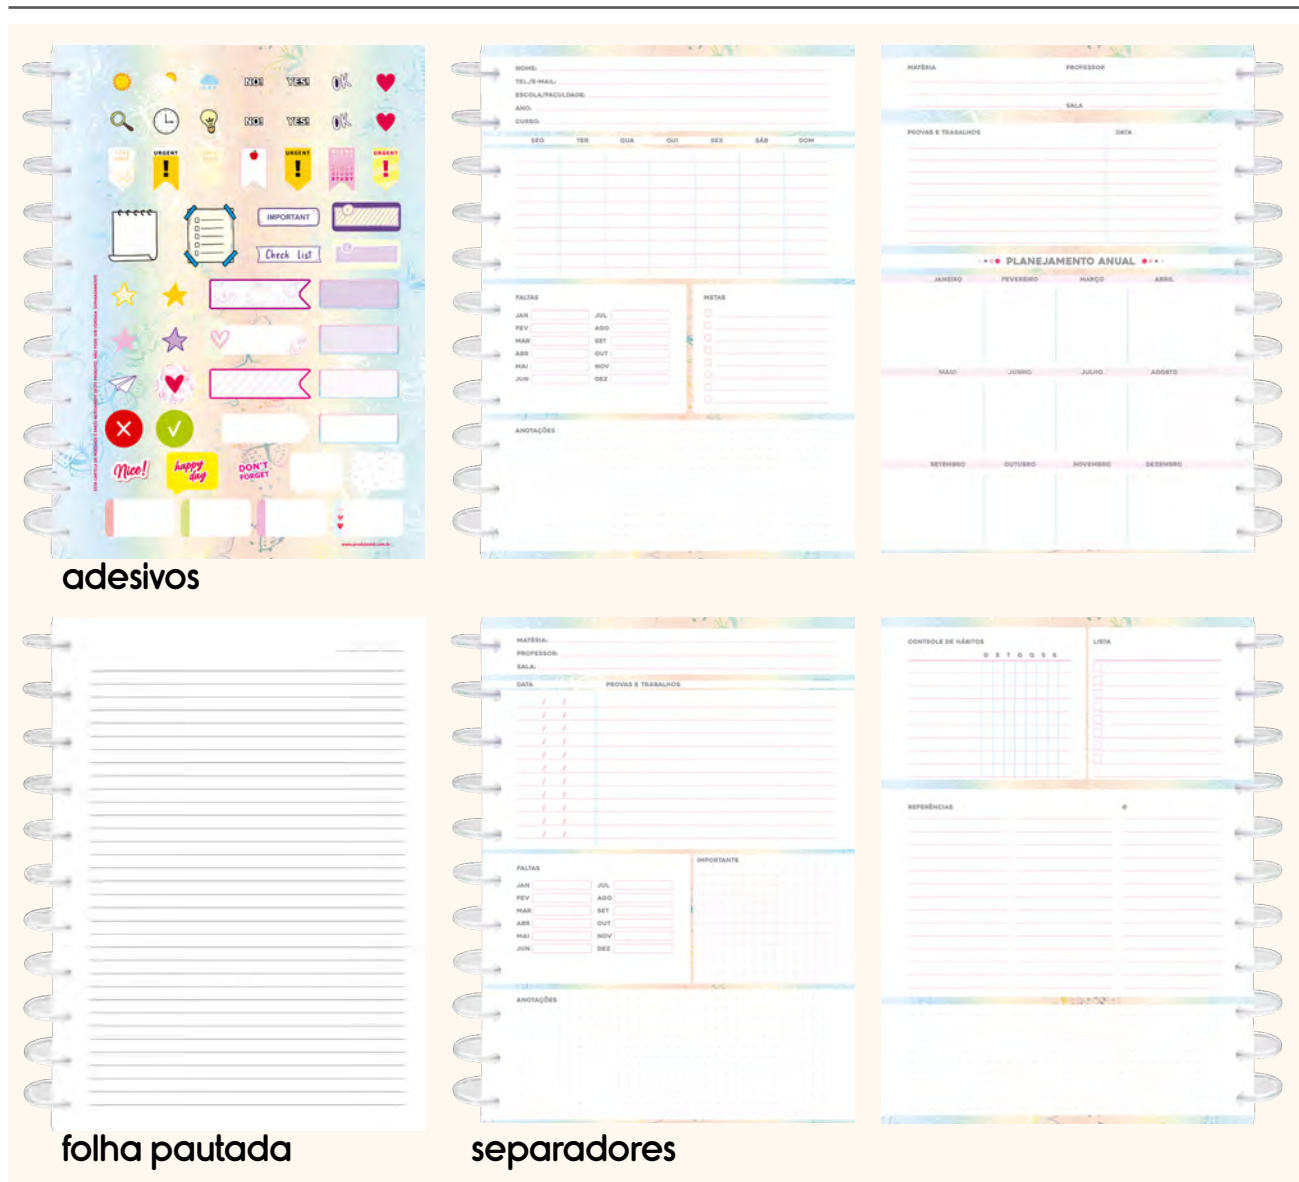 NO!
YES!
OK
NO!
YES!
OK
URGENT
!
URGENT
!
URGENT
!
IMPORTANT
Check List
Nice!
happy day
DON'T FORGET
adesivos
NOME:
TEL./E-MAIL:
ESCOLA/FACULDADE:
ANO:
CURSO:
SEG TER QUA QUI SEX SÁB DOM
FALTAS
JAN JUL
FEV AGO
MAR SET
ABR OUT
MAI NOV
JUN DEZ
METAS
ANOTAÇÕES
MATÉRIA PROFESSOR
SALA
PROVAS E TRABALHOS DATA
PLANEJAMENTO ANUAL
JANEIRO FEVEREIRO MARÇO ABRIL
MAIO JUNHO JULHO AGOSTO
SETEMBRO OUTUBRO NOVEMBRO DEZEMBRO
folha pautada
MATÉRIA:
PROFESSOR:
SALA:
DATA PROVAS E TRABALHOS
/ /
/ /
/ /
/ /
/ /
/ /
/ /
/ /
/ /
/ /
/ /
FALTAS
JAN JUL
FEV AGO
MAR SET
ABR OUT
MAI NOV
JUN DEZ
IMPORTANTE
ANOTAÇÕES
separadores
CONTROLE DE HÁBITOS
D S T Q Q S S
LISTA
REFERÊNCIAS @